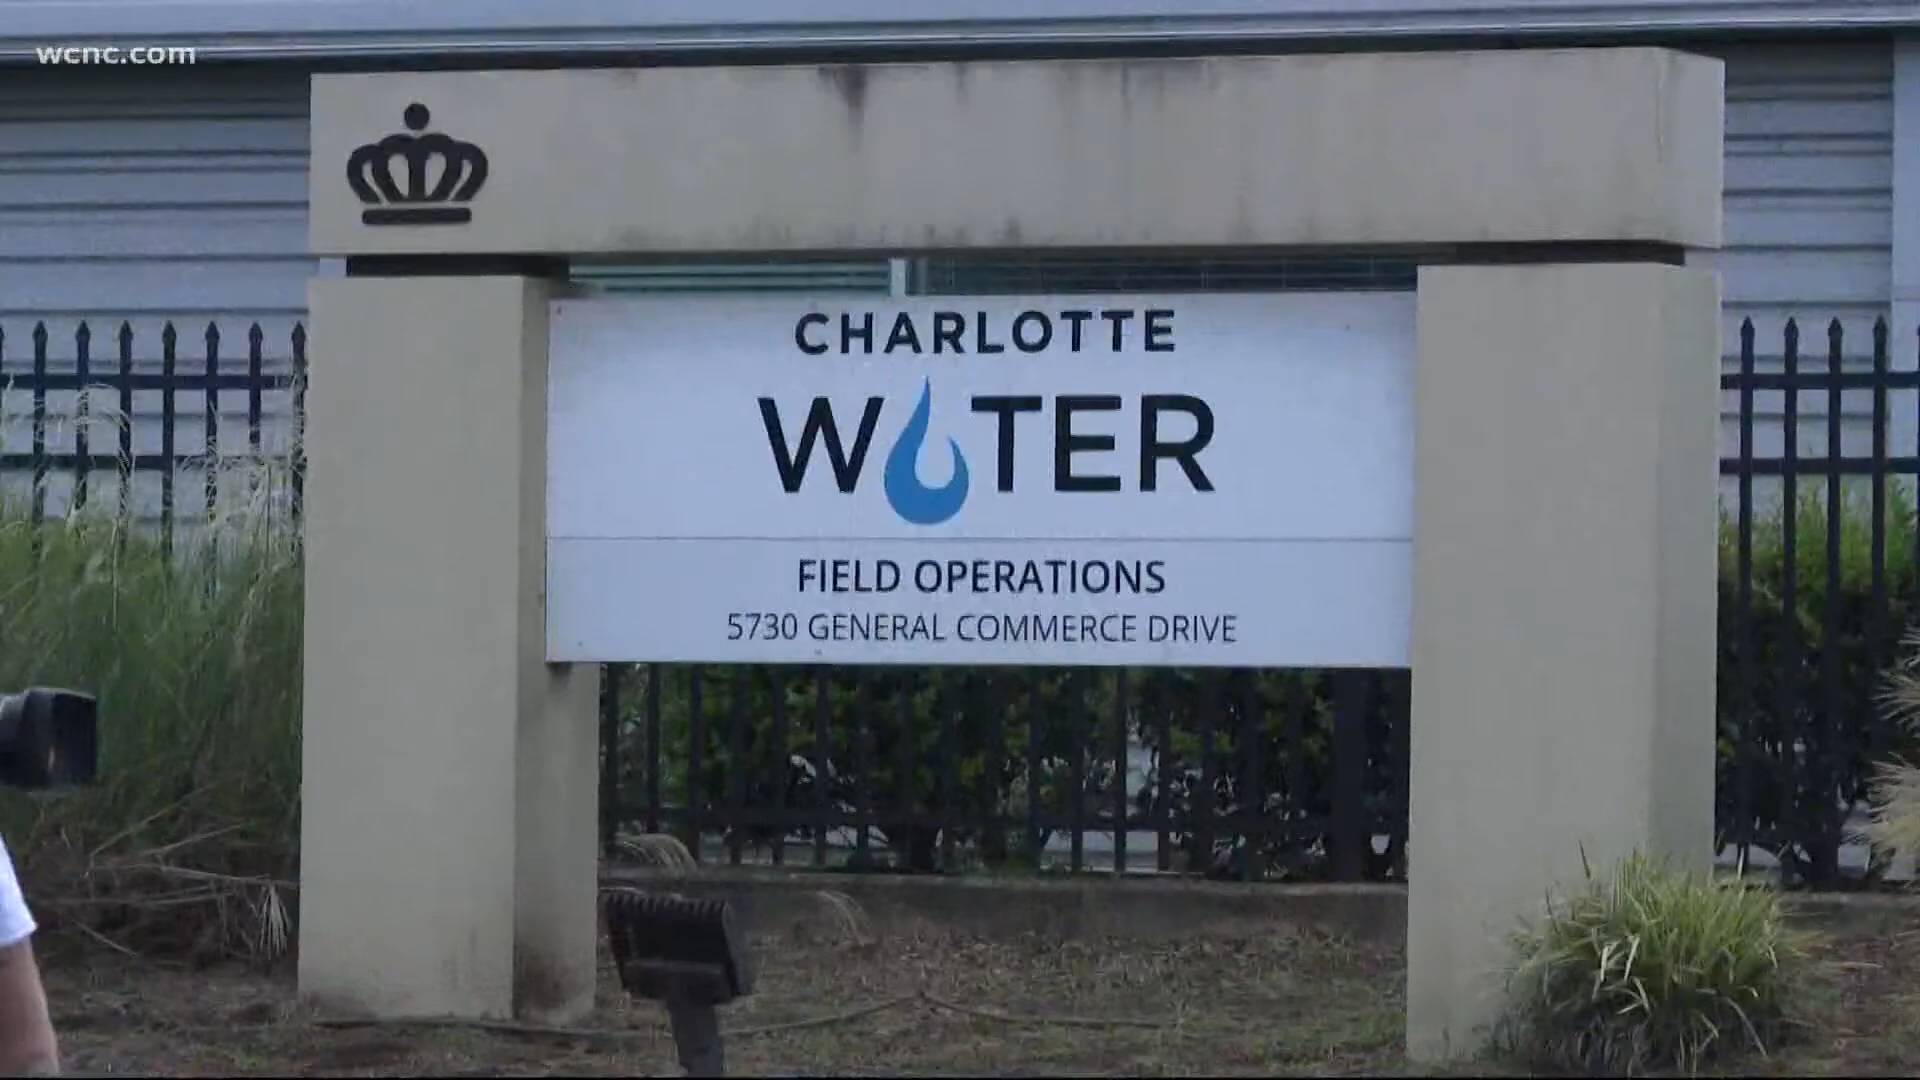 wcnc.com
CHARLOTTE
WATER
FIELD OPERATIONS
5730 GENERAL COMMERCE DRIVE